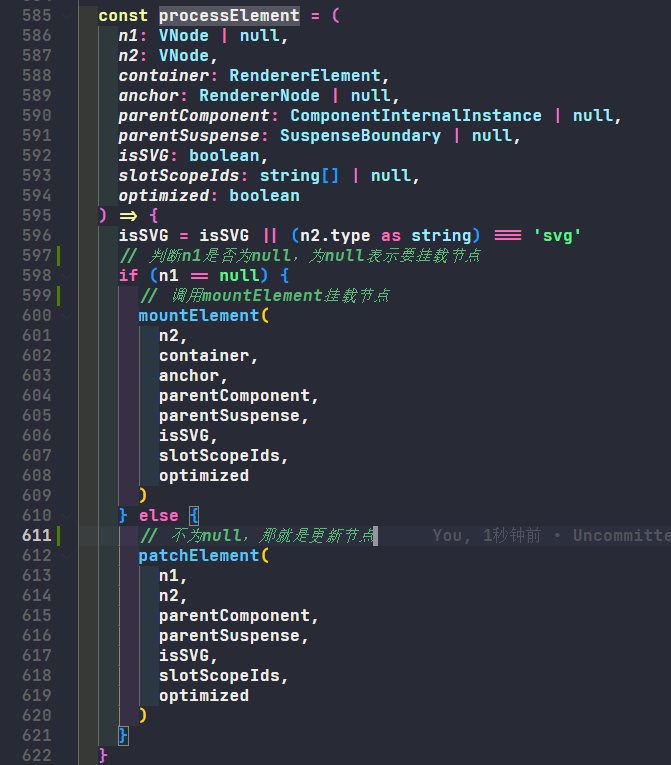 585 const processElement = (
586 n1: VNode | null,
587 n2: VNode,
588 container: RendererElement,
589 anchor: RendererNode | null,
590 parentComponent: ComponentInternalInstance | null,
591 parentSuspense: SuspenseBoundary | null,
592 isSVG: boolean,
593 slotScopeIds: string[] | null,
594 optimized: boolean
595 ) => {
596 isSVG = isSVG || (n2.type as string) === 'svg'
597 // 判断n1是否为null，为null表示要挂载节点
598 if (n1 == null) {
599 // 调用mountElement挂载节点
600 mountElement(
601 n2,
602 container,
603 anchor,
604 parentComponent,
605 parentSuspense,
606 isSVG,
607 slotScopeIds,
608 optimized
609 )
610 } else {
611 // 不为null，那就是更新节点 You, 1秒钟前 • Uncommitte
612 patchElement(
613 n1,
614 n2,
615 parentComponent,
616 parentSuspense,
617 isSVG,
618 slotScopeIds,
619 optimized
620 )
621 }
622 }